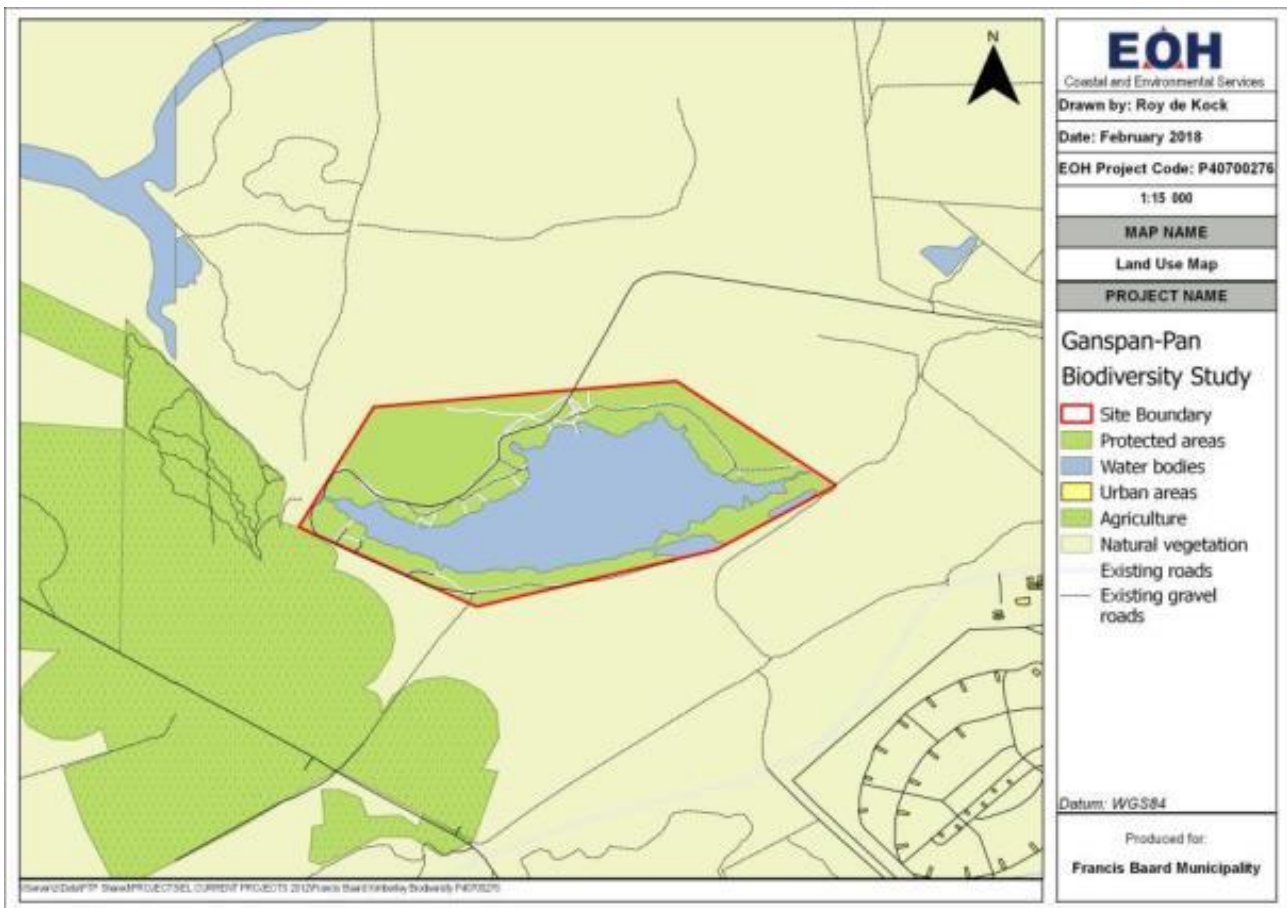 N
EOH
Coastal and Environmental Services
Drawn by: Roy de Kock
Date: February 2018
EOH Project Code: P40700276
1:15 000
MAP NAME
Land Use Map
PROJECT NAME
Ganspan-Pan
Biodiversity Study
Site Boundary
Protected areas
Water bodies
Urban areas
Agriculture
Natural vegetation
Existing roads
Existing gravel
roads
Datum: WGS84
Produced for:
Francis Baard Municipality